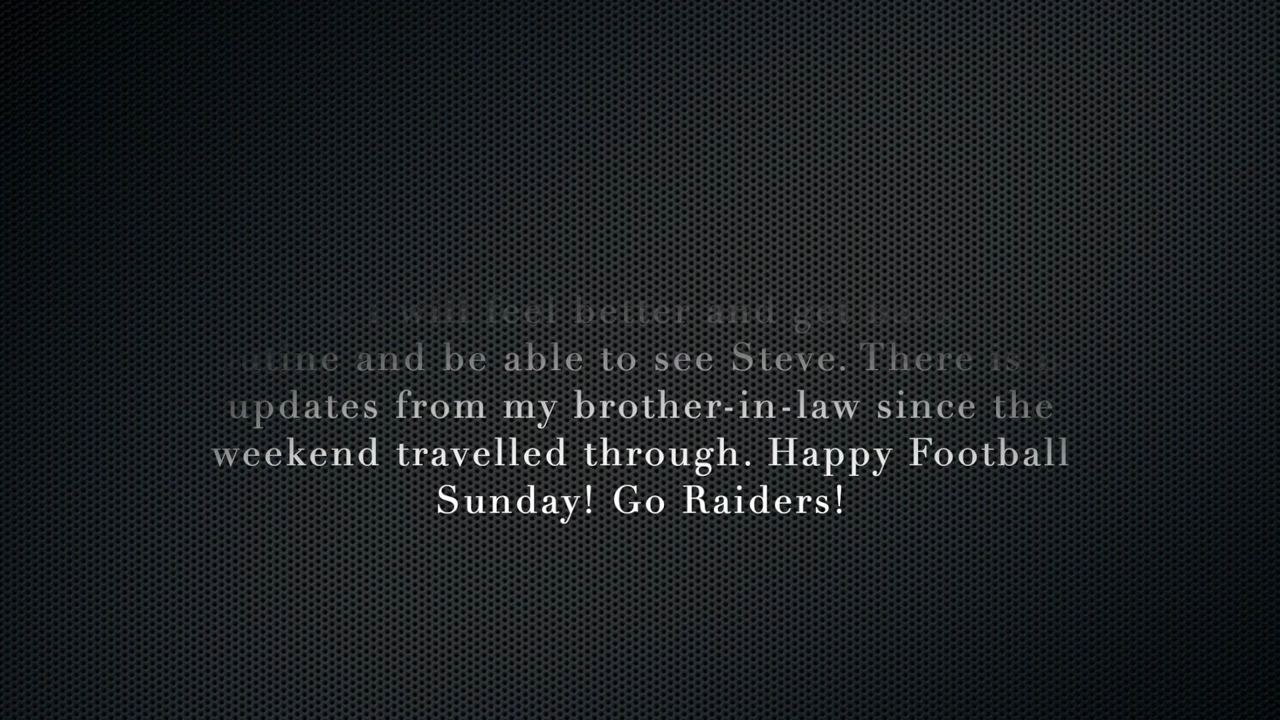 I will feel better and get back
and be able to see Steve. There is
updates from my brother-in-law since the
weekend travelled through. Happy Football
Sunday! Go Raiders!